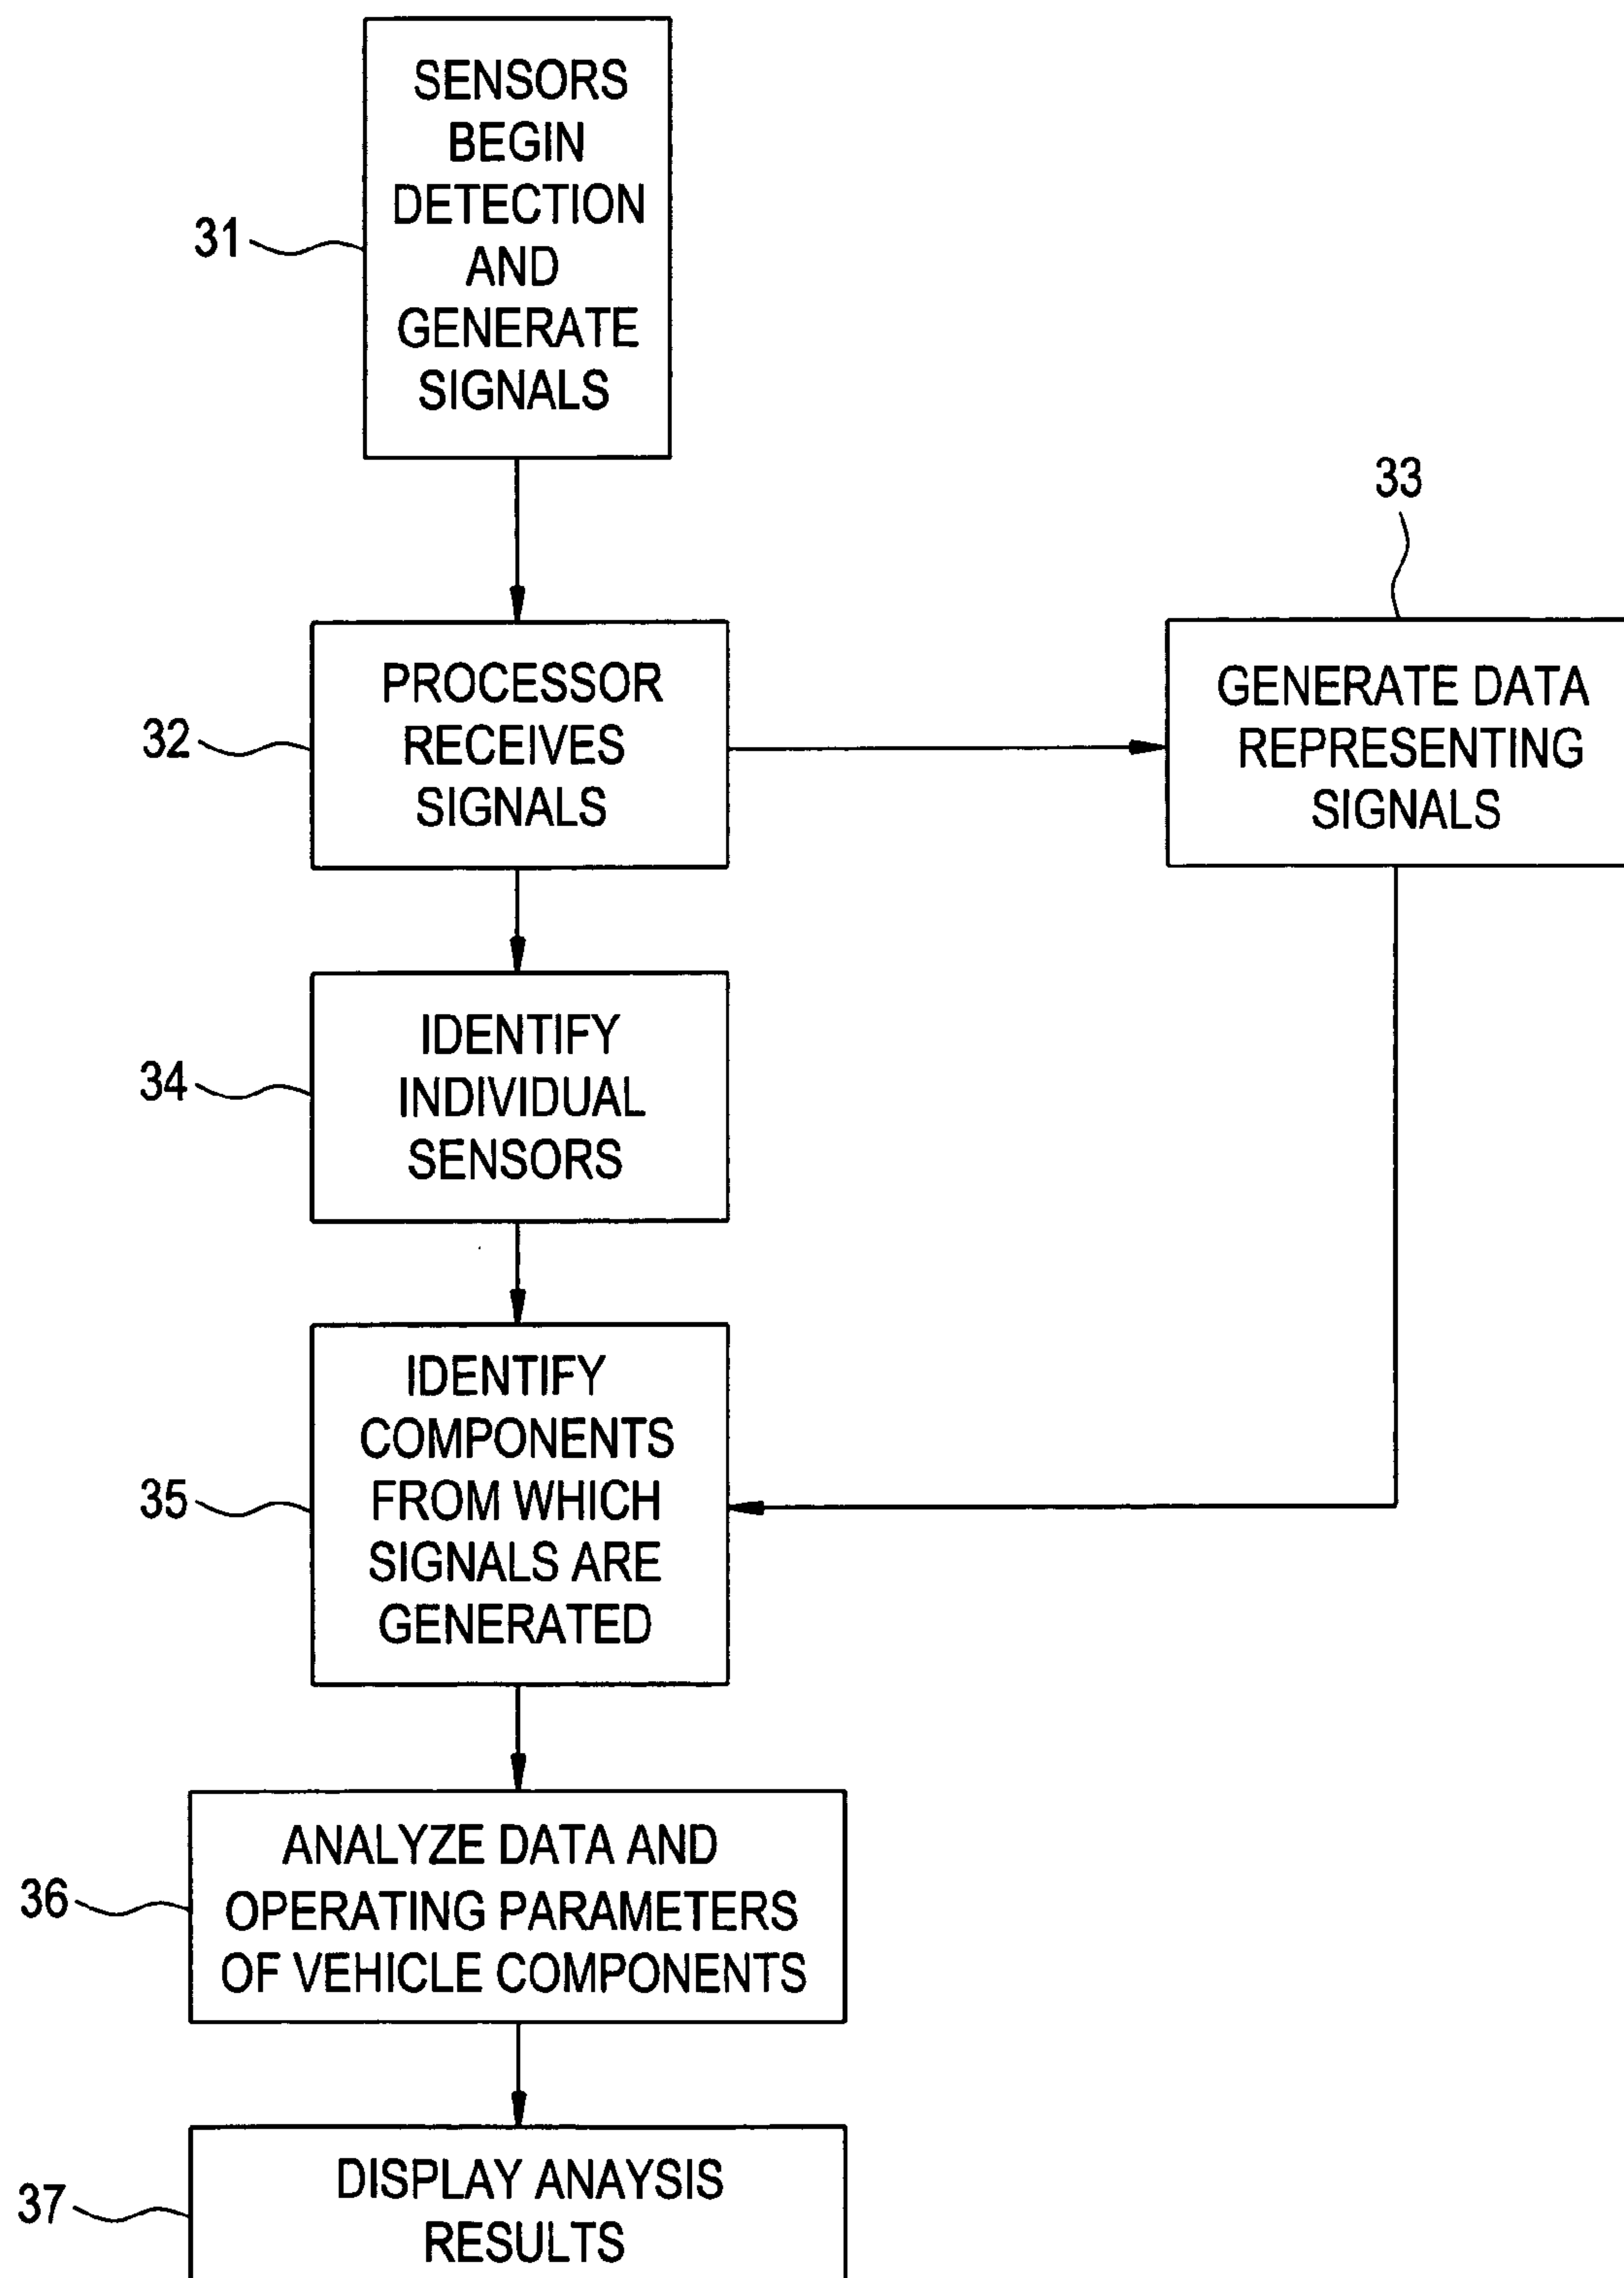 SENSORS
BEGIN
DETECTION
AND
GENERATE
SIGNALS
31
33
PROCESSOR
RECEIVES
SIGNALS
32
GENERATE DATA
REPRESENTING
SIGNALS
IDENTIFY
INDIVIDUAL
SENSORS
34
IDENTIFY
COMPONENTS
FROM WHICH
SIGNALS ARE
GENERATED
35
ANALYZE DATA AND
OPERATING PARAMETERS
OF VEHICLE COMPONENTS
36
DISPLAY ANAYSIS
RESULTS
37